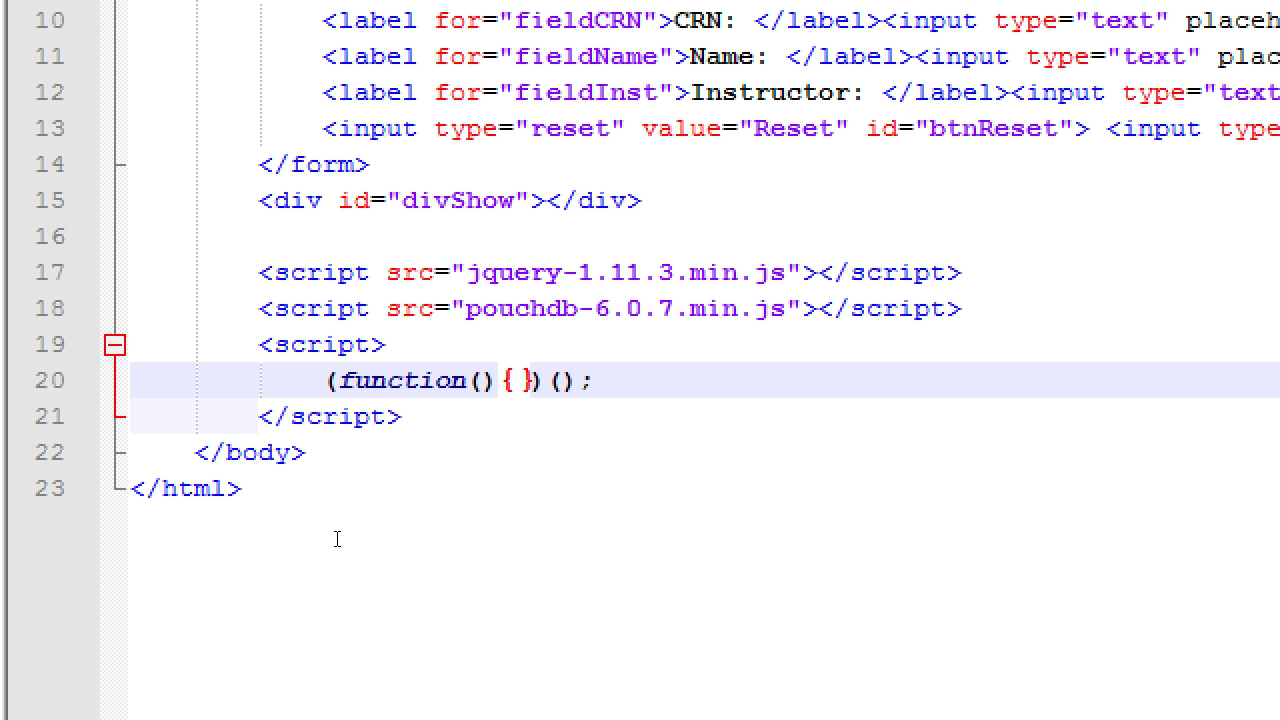 10 <label for="fieldCRN">CRN: </label><input type="text"
11 <label for="fieldName">Name: </label><input type="text"
12 <label for="fieldInst">Instructor: </label><input type="text
13 <input type="reset" value="Reset" id="btnReset"> <input type
14 </form>
15 <div id="divShow"></div>
16
17 <script src="jquery-1.11.3.min.js"></script>
18 <script src="pouchdb-6.0.7.min.js"></script>
19 <script>
20 (function(){})();
21 </script>
22 </body>
23 </html>